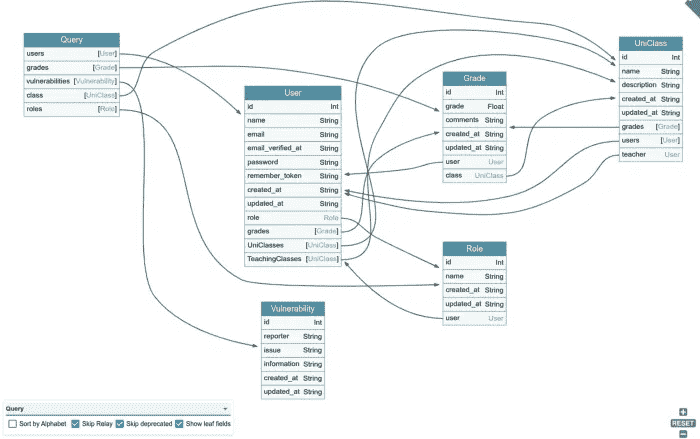 Query
users [User]
grades [Grade]
vulnerabilities [Vulnerability]
class [UniClass]
roles [Role]
User
id Int
name String
email String
email_verified_at String
password String
remember_token String
created_at String
updated_at String
role Role
grades [Grade]
UniClasses [UniClass]
TeachingClasses [UniClass]
Vulnerability
id Int
reporter String
issue String
information String
created_at String
updated_at String
Grade
id Int
grade Float
comments String
created_at String
updated_at String
user User
class UniClass
Role
id Int
name String
created_at String
updated_at String
user User
UniClass
id Int
name String
description String
created_at String
updated_at String
grades [Grade]
users [User]
teacher User
Query
Sort by Alphabet Skip Relay Skip deprecated Show leaf fields
RESET